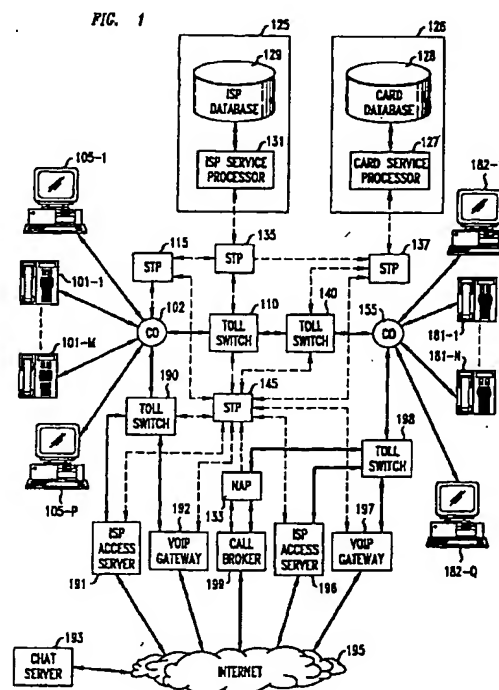 FIG. 1
125
126
129
128
ISP
DATABASE
CARD
DATABASE
105-1
131
127
182-
ISP SERVICE
PROCESSOR
CARD SERVICE
PROCESSOR
115
135
137
101-1
STP
STP
STP
102
110
140
155
CO
TOLL
SWITCH
TOLL
SWITCH
CO
181-1
101-M
190
145
181-N
TOLL
SWITCH
STP
198
TOLL
SWITCH
NAP
105-P
192
133
197
ISP
ACCESS
SERVER
VOIP
GATEWAY
CALL
BROKER
ISP
ACCESS
SERVER
VOIP
GATEWAY
182-Q
191
199
196
193
195
CHAT
SERVER
INTERNET